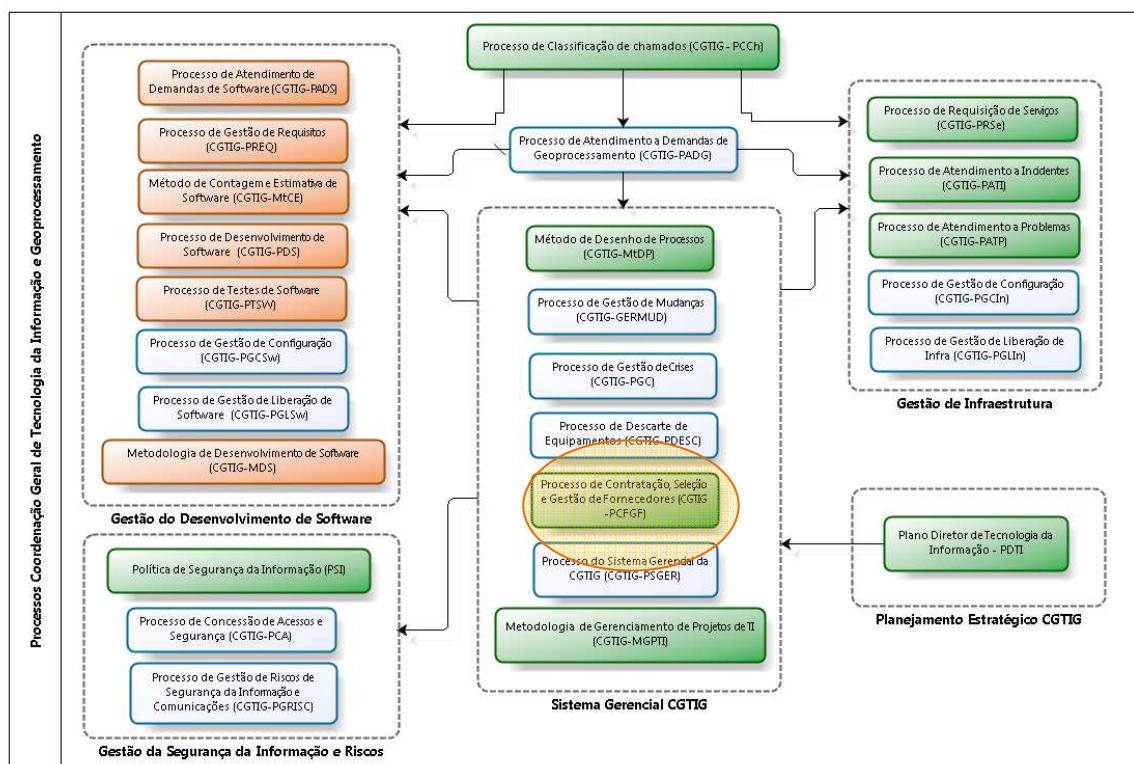 Processos Coordenação Geral de Tecnologia da Informação e Geoprocessamento
Processo de Classificação de chamados (CGTIG - PCCh)
Processo de Atendimento a Demandas de
Geoprocessamento (CGTIG-PADG)
Processo de Atendimento de
Demandas de Software (CGTIG-PADS)
Processo de Gestão de Requisitos
(CGTIG-PREQ)
Método de Contagem e Estimativa de
Software (CGTIG-MtCE)
Processo de Desenvolvimento de
Software (CGTIG-PDS)
Processo de Testes de Software
(CGTIG-PTSW)
Processo de Gestão de Configuração
(CGTIG-PGCSw)
Processo de Gestão de Liberação de
Software (CGTIG-PGLSw)
Metodologia de Desenvolvimento de Software
(CGTIG-MDS)
Gestão do Desenvolvimento de Software
Política de Segurança da Informação (PSI)
Processo de Concessão de Acessos e
Segurança (CGTIG-PCA)
Processo de Gestão de Riscos de
Segurança da Informação e
Comunicações (CGTIG-PGRISC)
Gestão da Segurança da Informação e Riscos
Método de Desenho de Processos
(CGTIG-MtDP)
Processo de Gestão de Mudanças
(CGTIG-GERMUD)
Processo de Gestão de Crises
(CGTIG-PGC)
Processo de Descarte de
Equipamentos (CGTIG-PDESC)
Processo de Contratação, Seleção
e Gestão de Fornecedores (CGTIG
-PCFGF)
Processo do Sistema Gerencial da
CGTIG (CGTIG-PSGER)
Metodologia de Gerenciamento de Projetos de TI
(CGTIG-MGPTI)
Sistema Gerencial CGTIG
Processo de Requisição de Serviços
(CGTIG-PRSe)
Processo de Atendimento a Incidentes
(CGTIG-PATI)
Processo de Atendimento a Problemas
(CGTIG-PATP)
Processo de Gestão de Configuração
(CGTIG-PGCIn)
Processo de Gestão de Liberação de
Infra (CGTIG-PGLIn)
Gestão de Infraestrutura
Plano Diretor de Tecnologia da
Informação - PDTI
Planejamento Estratégico CGTIG